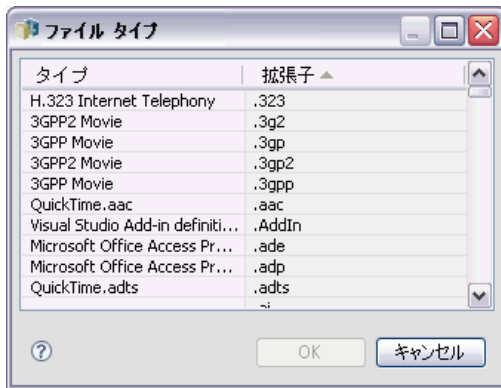 ファイル タイプ
タイプ 拡張子
H.323 Internet Telephony .323
3GPP2 Movie .3g2
3GPP Movie .3gp
3GPP2 Movie .3gp2
3GPP Movie .3gpp
QuickTime.aac .aac
Visual Studio Add-in definiti... .AddIn
Microsoft Office Access Pr... .ade
Microsoft Office Access Pr... .adp
QuickTime.adts .adts
? OK キャンセル